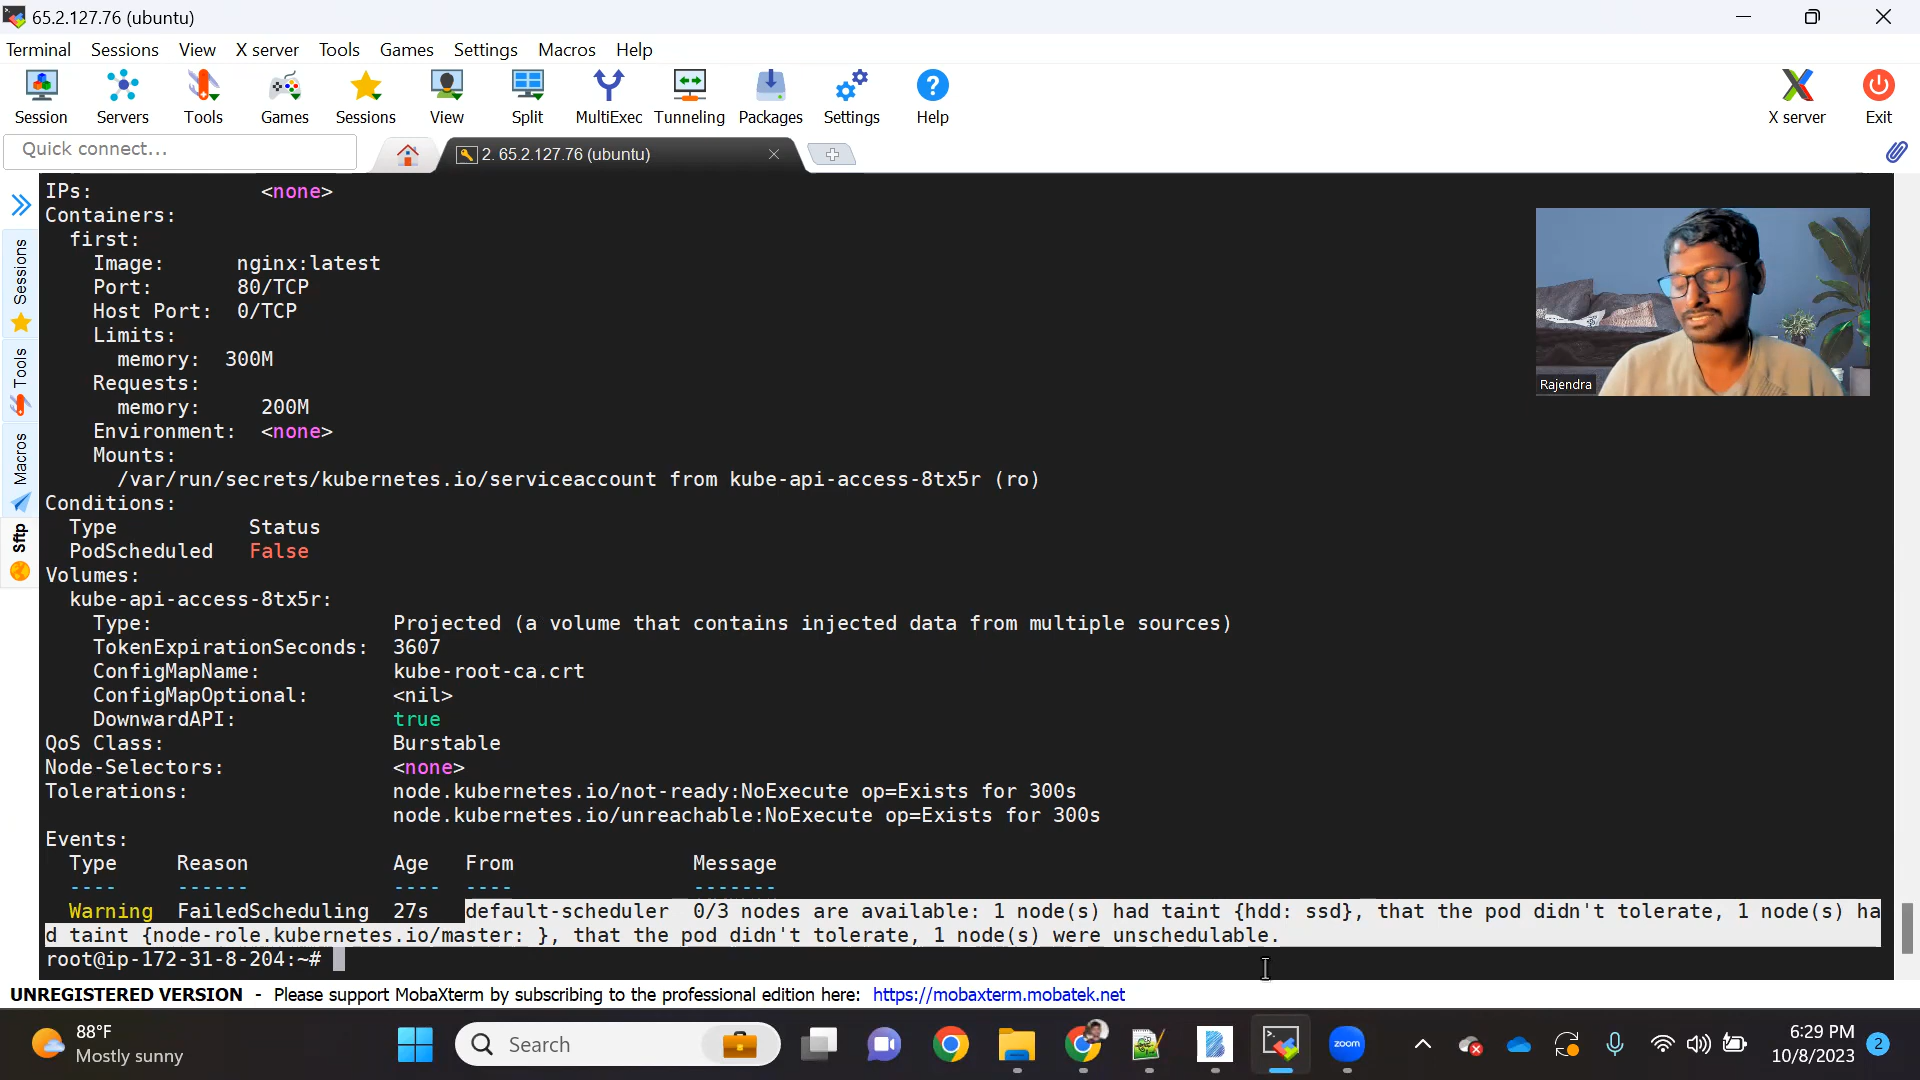 65.2.127.76 (ubuntu)
Terminal Sessions View X server Tools Games Settings Macros Help
Session Servers Tools Games Sessions View Split MultiExec Tunneling Packages Settings Help X server Exit
Quick connect...
2. 65.2.127.76 (ubuntu)
Sessions
Tools
Macros
Sftp
IPs: <none>
Containers:
first:
Image: nginx:latest
Port: 80/TCP
Host Port: 0/TCP
Limits:
memory: 300M
Requests:
memory: 200M
Environment: <none>
Mounts:
/var/run/secrets/kubernetes.io/serviceaccount from kube-api-access-8tx5r (ro)
Conditions:
Type Status
PodScheduled False
Volumes:
kube-api-access-8tx5r:
Type: Projected (a volume that contains injected data from multiple sources)
TokenExpirationSeconds: 3607
ConfigMapName: kube-root-ca.crt
ConfigMapOptional: <nil>
DownwardAPI: true
QoS Class: Burstable
Node-Selectors: <none>
Tolerations: node.kubernetes.io/not-ready:NoExecute op=Exists for 300s
node.kubernetes.io/unreachable:NoExecute op=Exists for 300s
Events:
Type Reason Age From Message
---- ------ ---- ---- -------
Warning FailedScheduling 27s default-scheduler 0/3 nodes are available: 1 node(s) had taint {hdd: ssd}, that the pod didn't tolerate, 1 node(s) ha
d taint {node-role.kubernetes.io/master: }, that the pod didn't tolerate, 1 node(s) were unschedulable.
root@ip-172-31-8-204:~#
Rajendra
UNREGISTERED VERSION - Please support MobaXterm by subscribing to the professional edition here: https://mobaxterm.mobatek.net
88°F
Mostly sunny
Search
zoom
6:29 PM
10/8/2023
2